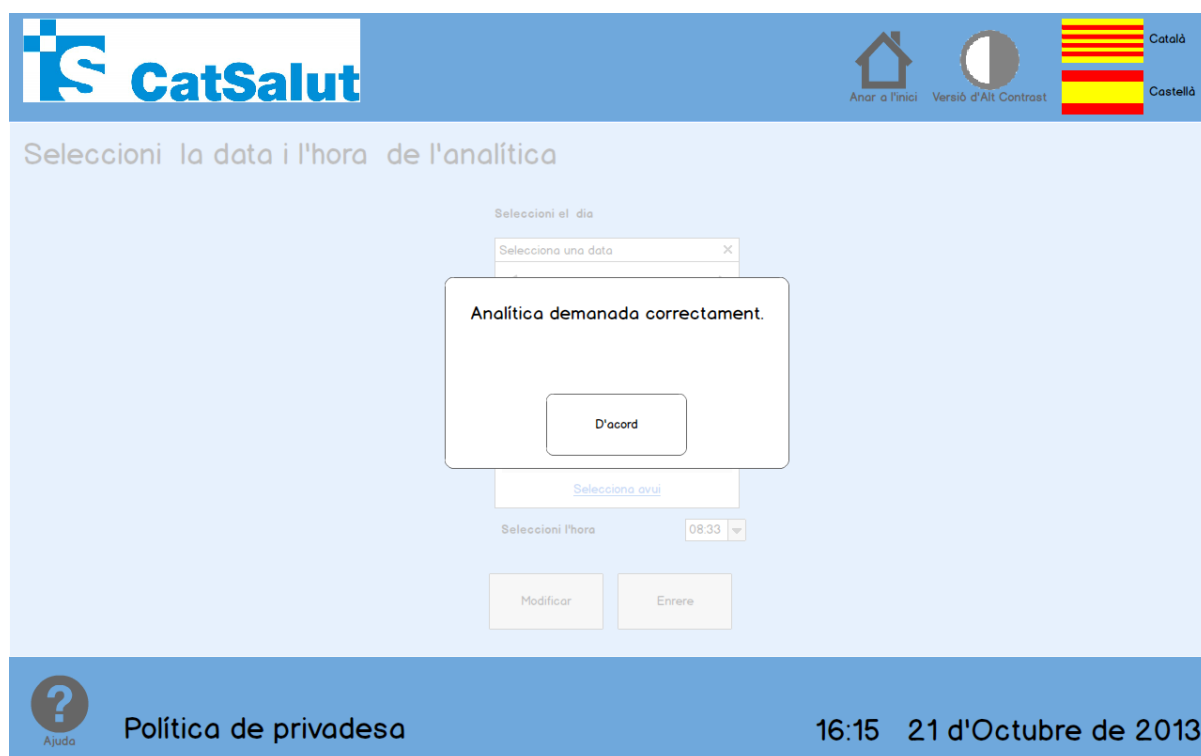 CatSalut
Anar a l'inici
Versió d'Alt Contrast
Català
Castellà
Seleccioni la data i l'hora de l'analítica
Seleccioni el dia
Selecciona una data
Analítica demanada correctament.
D'acord
Selecciona avui
Seleccioni l'hora 08:33
Modificar Enrere
Ajuda
Política de privadesa 16:15 21 d'Octubre de 2013